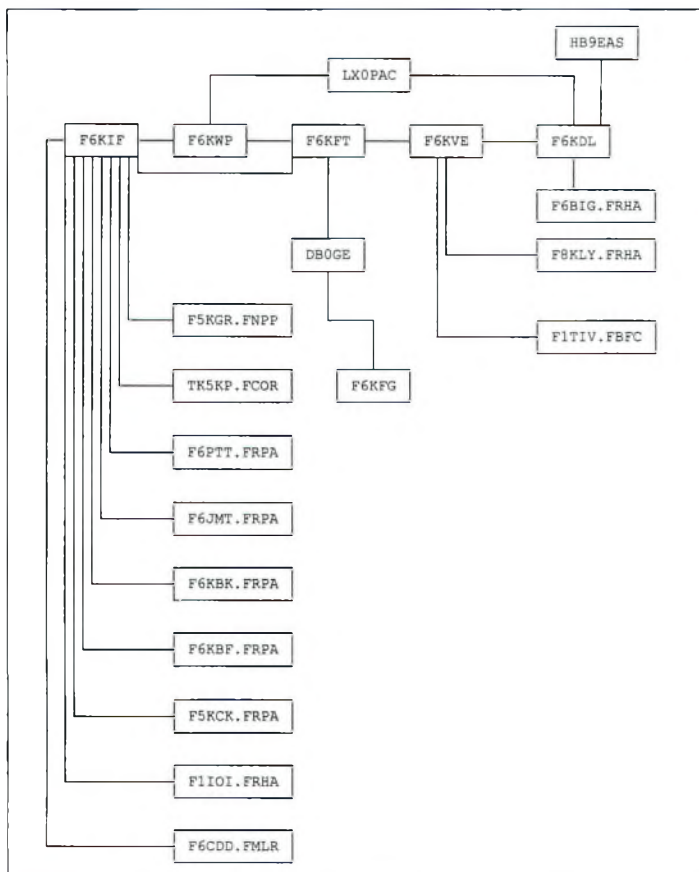 HB9EAS
LX0PAC
F6KIF
F6KWP
F6KFT
F6KVE
F6KDL
F6BIG.FRHA
DB0GE
F8KLY.FRHA
F5KGR.FNPP
F1TIV.FBFC
TK5KP.FCOR
F6KFG
F6PTT.FRPA
F6JMT.FRPA
F6KBK.FRPA
F6KBF.FRPA
F5KCK.FRPA
F1IOI.FRHA
F6CDD.FMLR